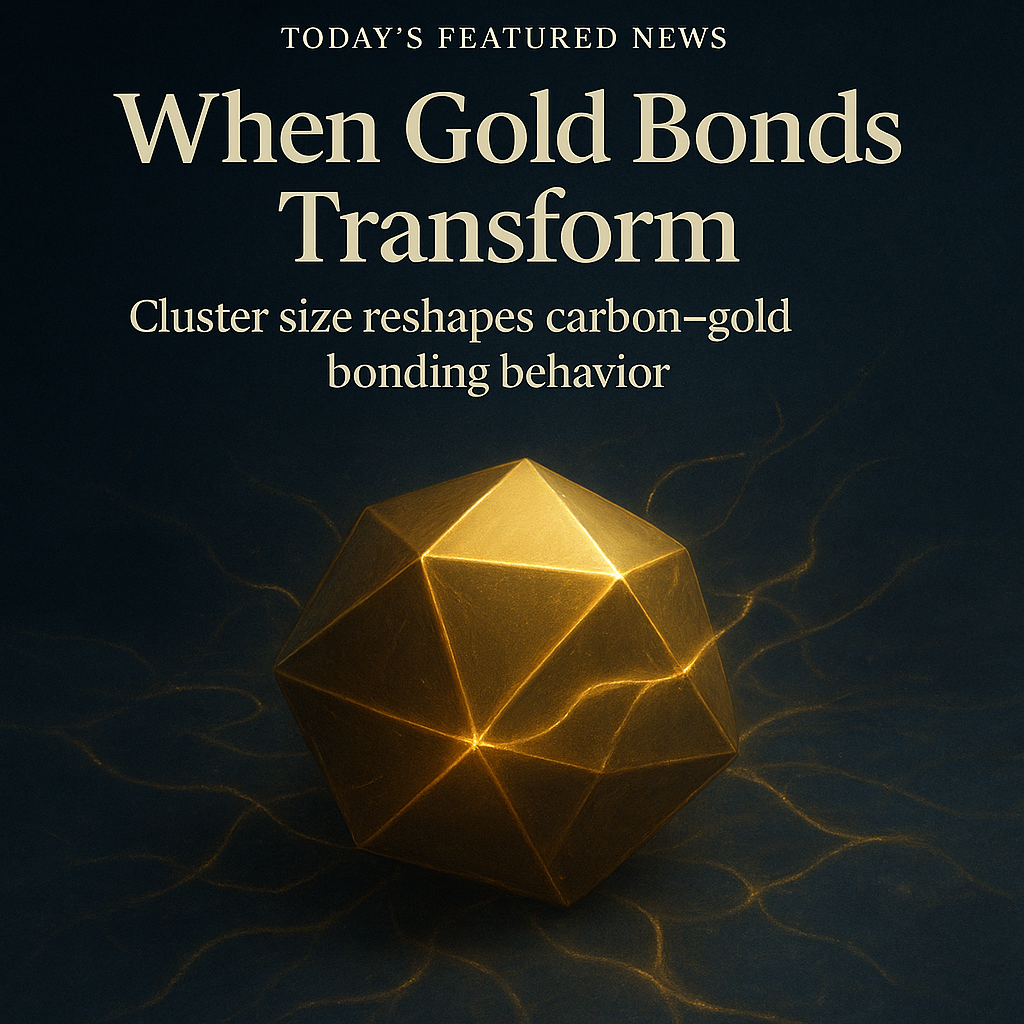 TODAY’S FEATURED NEWS
When Gold Bonds
Transform
Cluster size reshapes carbon–gold
bonding behavior